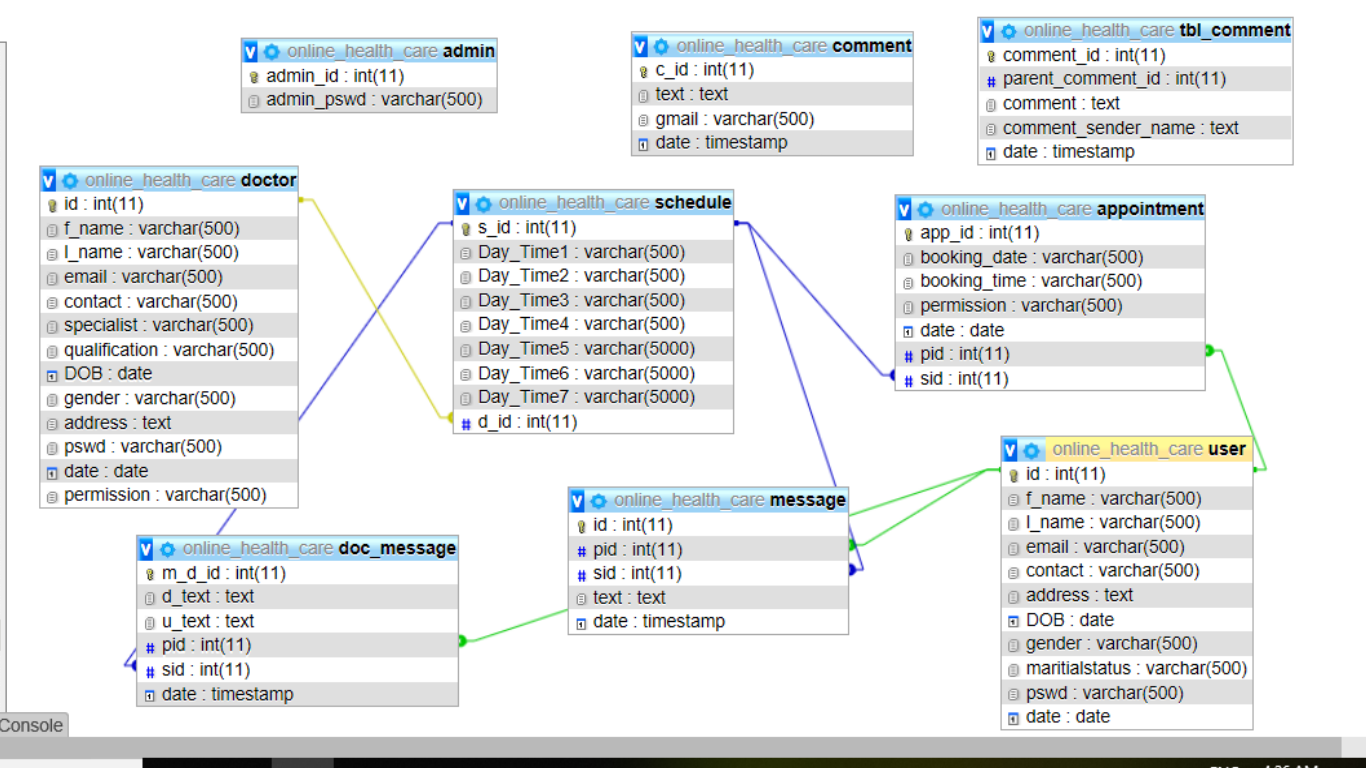 online_health_care admin
admin_id : int(11)
admin_pswd : varchar(500)
online_health_care comment
c_id : int(11)
text : text
gmail : varchar(500)
date : timestamp
online_health_care tbl_comment
comment_id : int(11)
parent_comment_id : int(11)
comment : text
comment_sender_name : text
date : timestamp
online_health_care doctor
id : int(11)
f_name : varchar(500)
l_name : varchar(500)
email : varchar(500)
contact : varchar(500)
specialist : varchar(500)
qualification : varchar(500)
DOB : date
gender : varchar(500)
address : text
pswd : varchar(500)
date : date
permission : varchar(500)
online_health_care schedule
s_id : int(11)
Day_Time1 : varchar(500)
Day_Time2 : varchar(500)
Day_Time3 : varchar(500)
Day_Time4 : varchar(500)
Day_Time5 : varchar(5000)
Day_Time6 : varchar(5000)
Day_Time7 : varchar(5000)
d_id : int(11)
online_health_care appointment
app_id : int(11)
booking_date : varchar(500)
booking_time : varchar(500)
permission : varchar(500)
date : date
pid : int(11)
sid : int(11)
online_health_care doc_message
m_d_id : int(11)
d_text : text
u_text : text
pid : int(11)
sid : int(11)
date : timestamp
online_health_care message
id : int(11)
pid : int(11)
sid : int(11)
text : text
date : timestamp
online_health_care user
id : int(11)
f_name : varchar(500)
l_name : varchar(500)
email : varchar(500)
contact : varchar(500)
address : text
DOB : date
gender : varchar(500)
maritialstatus : varchar(500)
pswd : varchar(500)
date : date
Console